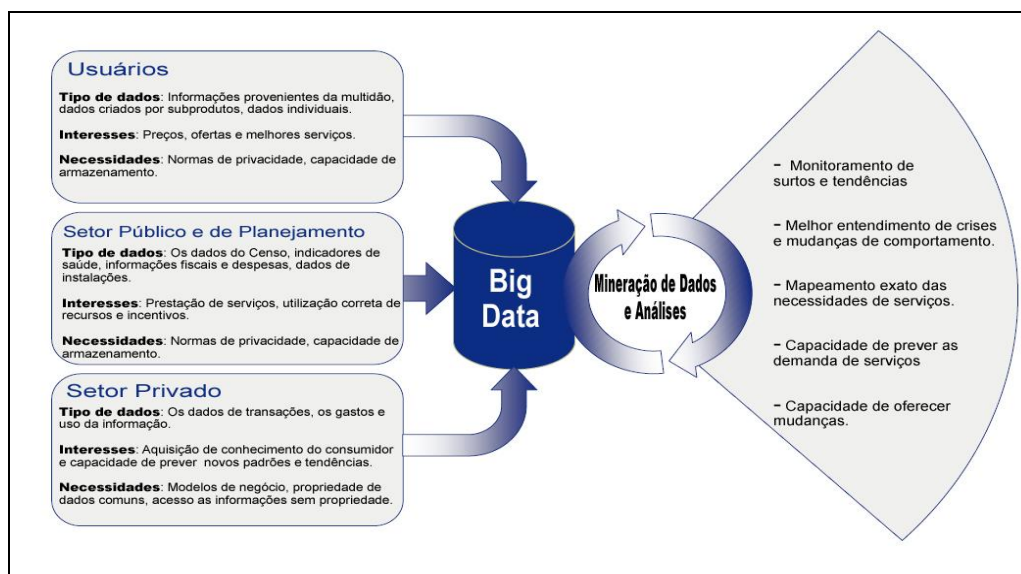 Usuários
Tipo de dados: Informações provenientes da multidão,
dados criados por subprodutos, dados individuais.
Interesses: Preços, ofertas e melhores serviços.
Necessidades: Normas de privacidade, capacidade de
armazenamento.
Setor Público e de Planejamento
Tipo de dados: Os dados do Censo, indicadores de
saúde, informações fiscais e despesas, dados de
instalações.
Interesses: Prestação de serviços, utilização correta de
recursos e incentivos.
Necessidades: Normas de privacidade, capacidade de
armazenamento.
Setor Privado
Tipo de dados: Os dados de transações, os gastos e
uso da informação.
Interesses: Aquisição de conhecimento do consumidor
e capacidade de prever novos padrões e tendências.
Necessidades: Modelos de negócio, propriedade de
dados comuns, acesso as informações sem propriedade.
Big
Data
Mineração de Dados
e Análises
- Monitoramento de
surtos e tendências
- Melhor entendimento de crises
e mudanças de comportamento.
- Mapeamento exato das
necessidades de serviços.
- Capacidade de prever as
demanda de serviços
- Capacidade de oferecer
mudanças.